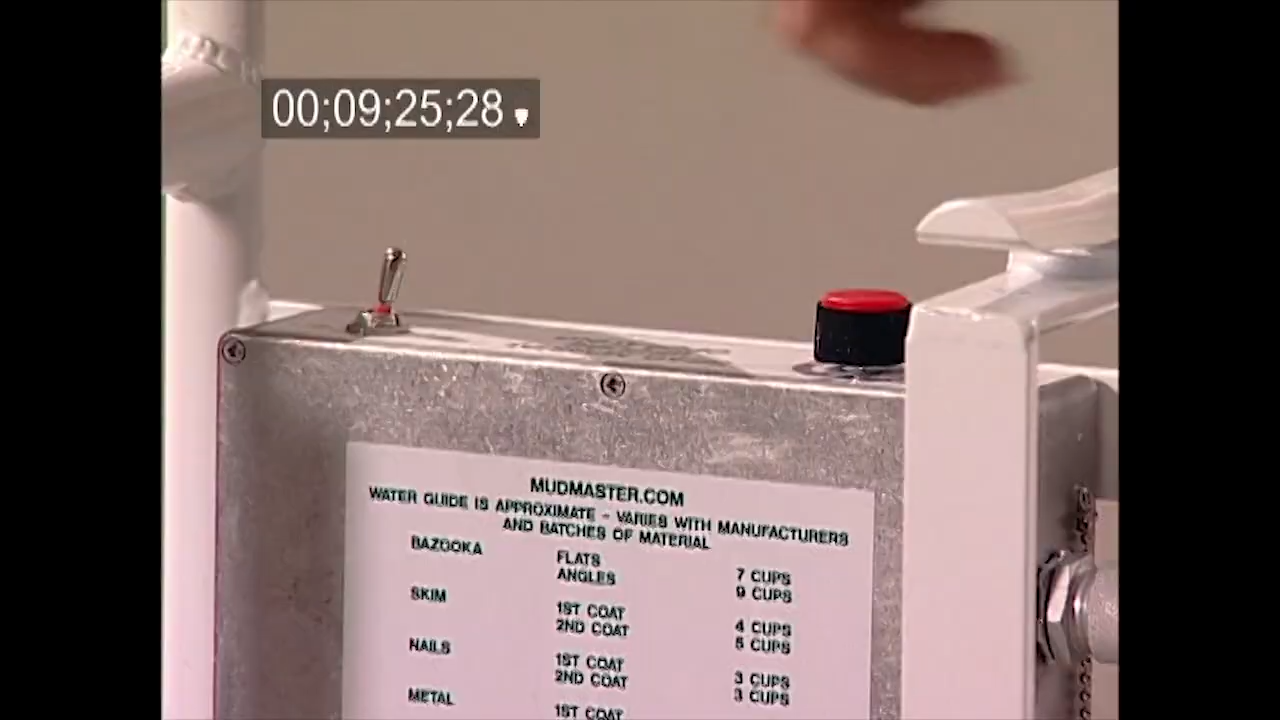 00;09;25;28
MUDMASTER.COM
WATER GUIDE IS APPROXIMATE - VARIES WITH MANUFACTURERS
AND BATCHES OF MATERIAL
BAZOOKA FLATS 7 CUPS
ANGLES 9 CUPS
SKIM 1ST COAT 4 CUPS
2ND COAT 5 CUPS
NAILS 1ST COAT 3 CUPS
2ND COAT 3 CUPS
METAL 1ST COAT